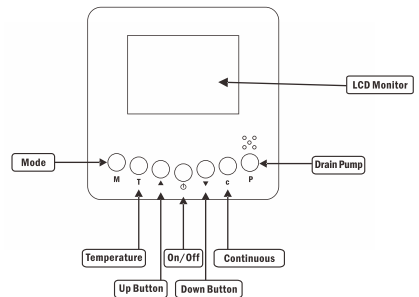 LCD Monitor
Mode
Drain Pump
M T ▲ ▼ c P
Temperature
On/Off
Continuous
Up Button
Down Button